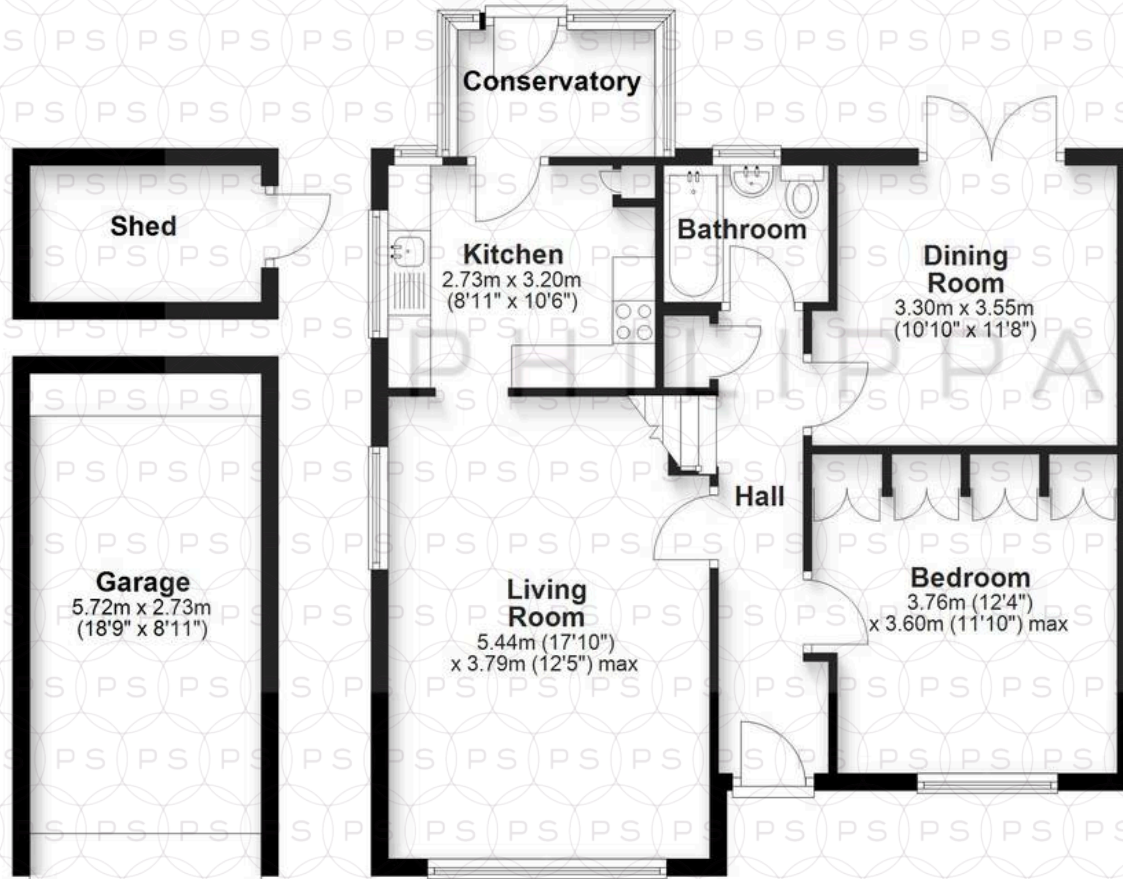 Conservatory
Shed
Kitchen
2.73m x 3.20m
(8'11" x 10'6")
Bathroom
Dining
Room
3.30m x 3.55m
(10'10" x 11'8")
PHILIPPA
Hall
Garage
5.72m x 2.73m
(18'9" x 8'11")
Living
Room
5.44m (17'10")
x 3.79m (12'5") max
Bedroom
3.76m (12'4")
x 3.60m (11'10") max
PS